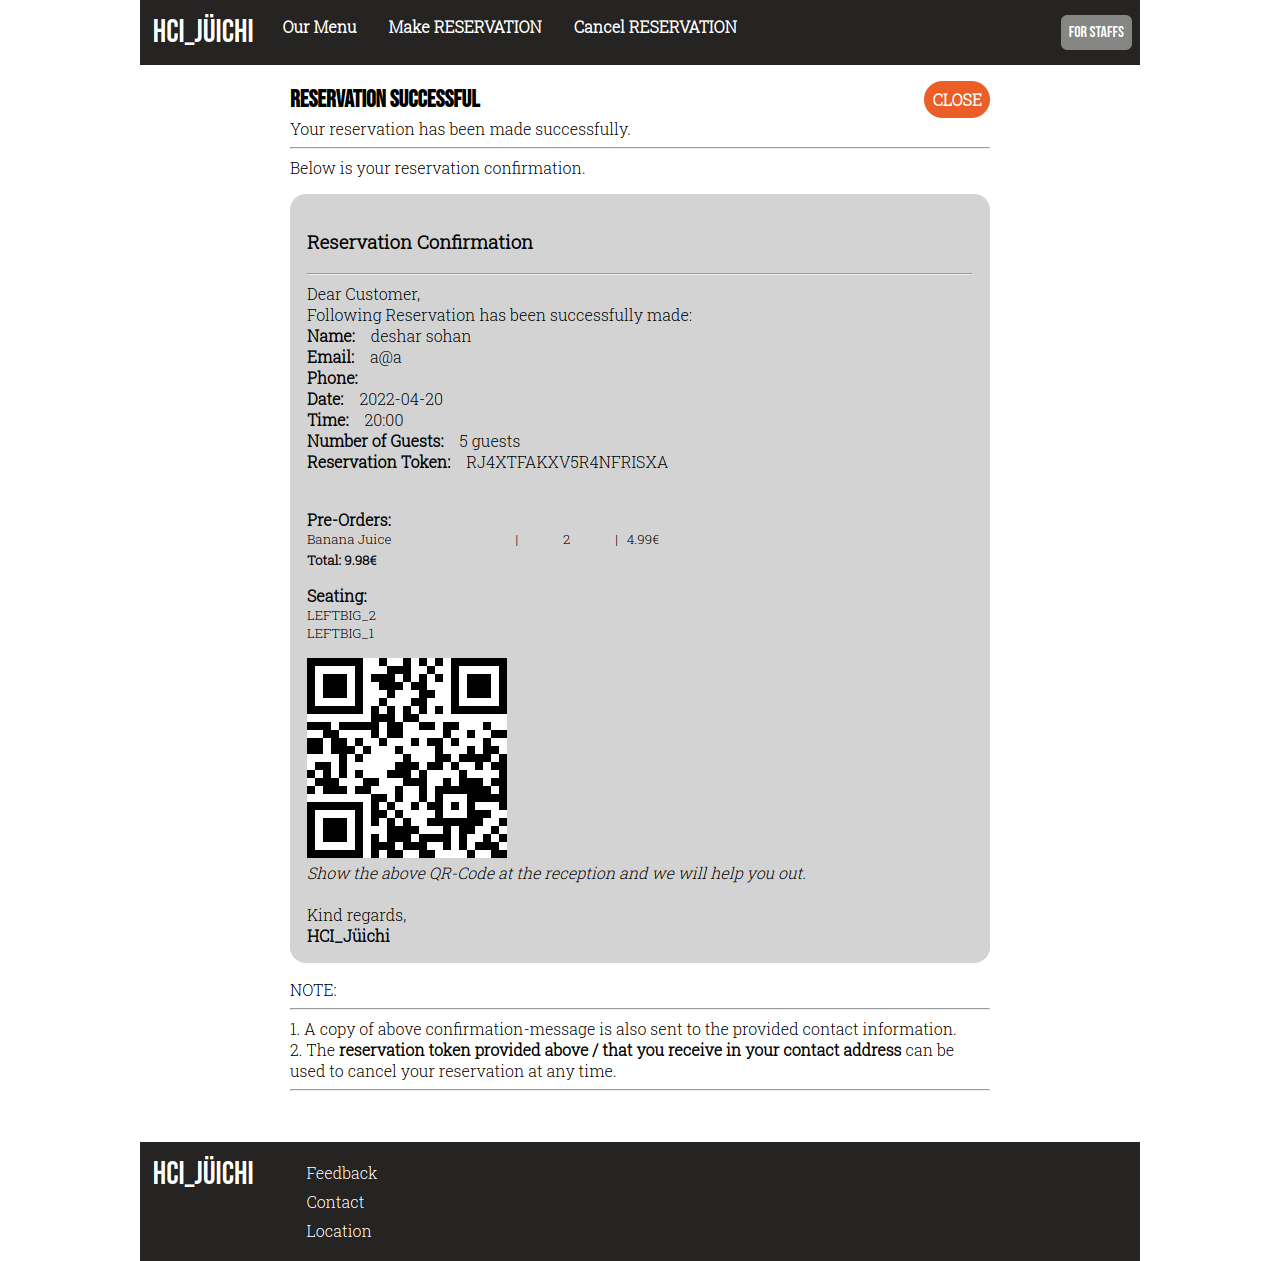 HCI_JÜICHI Our Menu Make RESERVATION Cancel RESERVATION FOR STAFFS
RESERVATION SUCCESSFUL CLOSE
Your reservation has been made successfully.
Below is your reservation confirmation.
Reservation Confirmation
Dear Customer,
Following Reservation has been successfully made:
Name: deshar sohan
Email: a@a
Phone:
Date: 2022-04-20
Time: 20:00
Number of Guests: 5 guests
Reservation Token: RJ4XTFAKXV5R4NFRISXA
Pre-Orders:
Banana Juice | 2 | 4.99€
Total: 9.98€
Seating:
LEFTBIG_2
LEFTBIG_1
Show the above QR-Code at the reception and we will help you out.
Kind regards,
HCI_Jüichi
NOTE:
1. A copy of above confirmation-message is also sent to the provided contact information.
2. The reservation token provided above / that you receive in your contact address can be
used to cancel your reservation at any time.
HCI_JÜICHI Feedback
Contact
Location